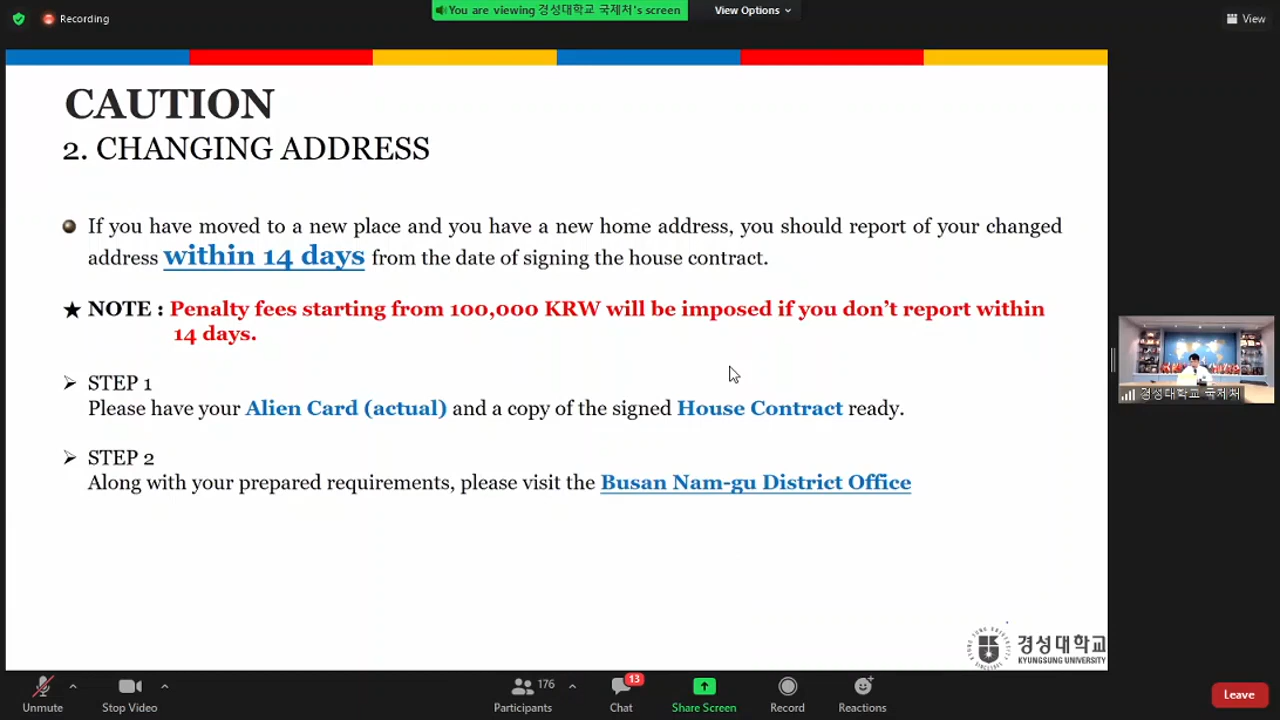 Recording
You are viewing 경성대학교 국제처's screen
View Options
View
CAUTION
2. CHANGING ADDRESS
If you have moved to a new place and you have a new home address, you should report of your changed
address within 14 days from the date of signing the house contract.
★ NOTE : Penalty fees starting from 100,000 KRW will be imposed if you don't report within
14 days.
➢ STEP 1
Please have your Alien Card (actual) and a copy of the signed House Contract ready.
➢ STEP 2
Along with your prepared requirements, please visit the Busan Nam-gu District Office
경성대학교 국제처
경성대학교
KYUNGSUNG UNIVERSITY
Unmute
Stop Video
176
Participants
13
Chat
Share Screen
Record
Reactions
Leave